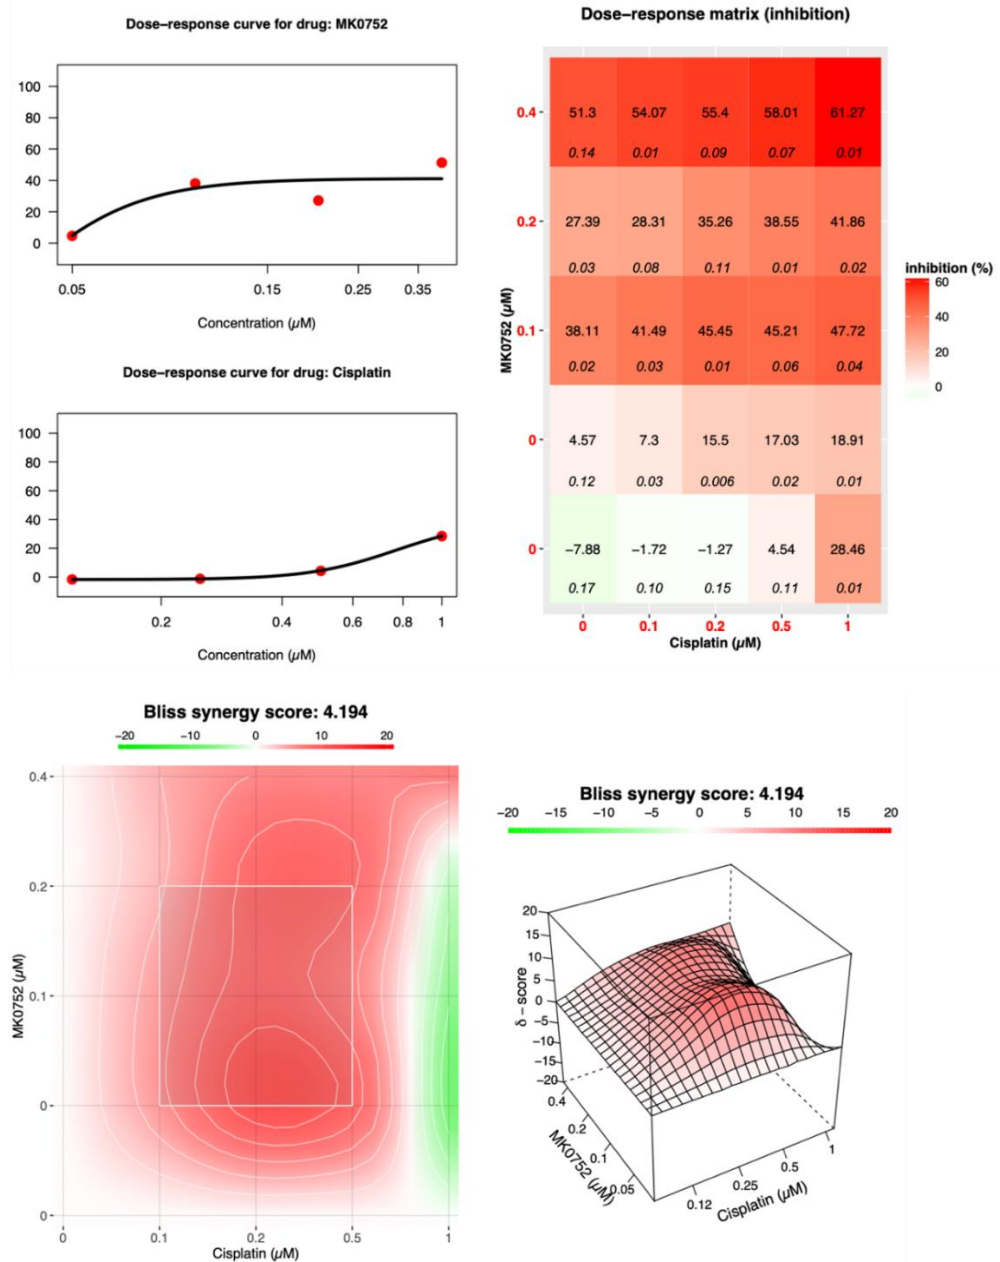 Dose–response curve for drug: MK0752
100
80
60
40
20
0
0.05 0.15 0.25 0.35
Concentration (µM)
Dose–response curve for drug: Cisplatin
100
80
60
40
20
0
0.2 0.4 0.6 0.8 1
Concentration (µM)
Dose–response matrix (inhibition)
MK0752 (µM)
0.4 51.3 54.07 55.4 58.01 61.27
0.14 0.01 0.09 0.07 0.01
0.2 27.39 28.31 35.26 38.55 41.86
0.03 0.08 0.11 0.01 0.02
0.1 38.11 41.49 45.45 45.21 47.72
0.02 0.03 0.01 0.06 0.04
0 4.57 7.3 15.5 17.03 18.91
0.12 0.03 0.006 0.02 0.01
0 −7.88 −1.72 −1.27 4.54 28.46
0.17 0.10 0.15 0.11 0.01
0 0.1 0.2 0.5 1
Cisplatin (µM)
inhibition (%)
60
40
20
0
Bliss synergy score: 4.194
−20 −10 0 10 20
MK0752 (µM)
0.4
0.2
0.1
0
0
0 0.1 0.2 0.5 1
Cisplatin (µM)
Bliss synergy score: 4.194
−20 −15 −10 −5 0 5 10 15 20
δ – score
20
15
10
5
0
−5
−10
−15
−20
0.4
0.2
0.1
0.05
MK0752 (µM)
0.12 0.25 0.5 1
Cisplatin (µM)